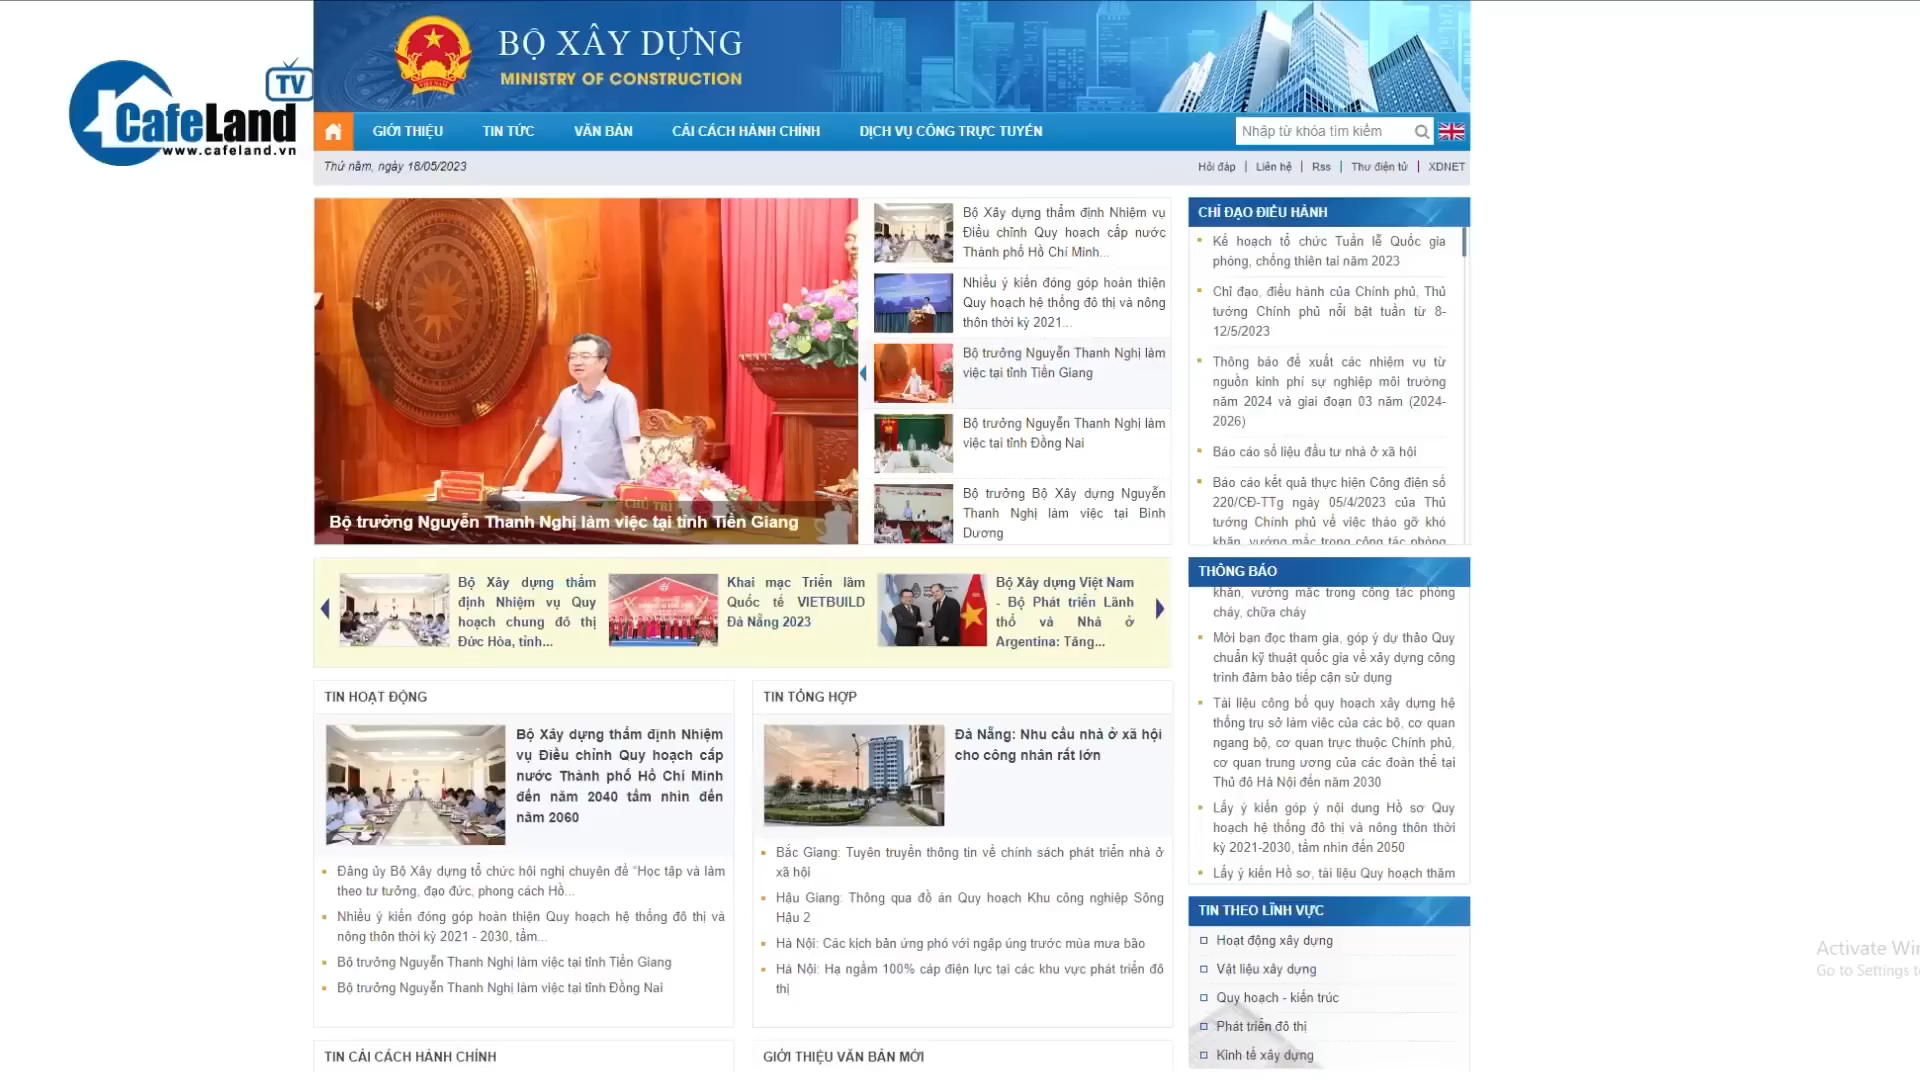 CafeLand
TV
www.cafeland.vn
BỘ XÂY DỰNG
MINISTRY OF CONSTRUCTION
GIỚI THIỆU
TIN TỨC
VĂN BẢN
CẢI CÁCH HÀNH CHÍNH
DỊCH VỤ CÔNG TRỰC TUYẾN
Nhập từ khóa tìm kiếm
Thứ năm, ngày 18/05/2023
Hỏi đáp | Liên hệ | Rss | Thư điện tử | XDNET
CHỦ TRÌ
Bộ trưởng Nguyễn Thanh Nghị làm việc tại tỉnh Tiền Giang
Bộ Xây dựng thẩm định Nhiệm vụ
Điều chỉnh Quy hoạch cấp nước
Thành phố Hồ Chí Minh...
Nhiều ý kiến đóng góp hoàn thiện
Quy hoạch hệ thống đô thị và nông
thôn thời kỳ 2021...
Bộ trưởng Nguyễn Thanh Nghị làm
việc tại tỉnh Tiền Giang
Bộ trưởng Nguyễn Thanh Nghị làm
việc tại tỉnh Đồng Nai
Bộ trưởng Bộ Xây dựng Nguyễn
Thanh Nghị làm việc tại Bình
Dương
CHỈ ĐẠO ĐIỀU HÀNH
Kế hoạch tổ chức Tuần lễ Quốc gia
phòng, chống thiên tai năm 2023
Chỉ đạo, điều hành của Chính phủ, Thủ
tướng Chính phủ nổi bật tuần từ 8-
12/5/2023
Thông báo đề xuất các nhiệm vụ từ
nguồn kinh phí sự nghiệp môi trường
năm 2024 và giai đoạn 03 năm (2024-
2026)
Báo cáo số liệu đầu tư nhà ở xã hội
Báo cáo kết quả thực hiện Công điện số
220/CĐ-TTg ngày 05/4/2023 của Thủ
tướng Chính phủ về việc tháo gỡ khó
khăn, vướng mắc trong công tác phòng
Bộ Xây dựng thẩm
định Nhiệm vụ Quy
hoạch chung đô thị
Đức Hòa, tỉnh...
Khai mạc Triển lãm
Quốc tế VIETBUILD
Đà Nẵng 2023
Bộ Xây dựng Việt Nam
- Bộ Phát triển Lãnh
thổ và Nhà ở
Argentina: Tăng...
THÔNG BÁO
khăn, vướng mắc trong công tác phòng
cháy, chữa cháy
Mời bạn đọc tham gia, góp ý dự thảo Quy
chuẩn kỹ thuật quốc gia về xây dựng công
trình đảm bảo tiếp cận sử dụng
Tài liệu công bố quy hoạch xây dựng hệ
thống trụ sở làm việc của các bộ, cơ quan
ngang bộ, cơ quan trực thuộc Chính phủ,
cơ quan trung ương của các đoàn thể tại
Thủ đô Hà Nội đến năm 2030
Lấy ý kiến góp ý nội dung Hồ sơ Quy
hoạch hệ thống đô thị và nông thôn thời
kỳ 2021-2030, tầm nhìn đến 2050
Lấy ý kiến Hồ sơ, tài liệu Quy hoạch thăm
TIN HOẠT ĐỘNG
Bộ Xây dựng thẩm định Nhiệm
vụ Điều chỉnh Quy hoạch cấp
nước Thành phố Hồ Chí Minh
đến năm 2040 tầm nhìn đến
năm 2060
Đảng ủy Bộ Xây dựng tổ chức hội nghị chuyên đề “Học tập và làm
theo tư tưởng, đạo đức, phong cách Hồ...
Nhiều ý kiến đóng góp hoàn thiện Quy hoạch hệ thống đô thị và
nông thôn thời kỳ 2021 - 2030, tầm...
Bộ trưởng Nguyễn Thanh Nghị làm việc tại tỉnh Tiền Giang
Bộ trưởng Nguyễn Thanh Nghị làm việc tại tỉnh Đồng Nai
TIN TỔNG HỢP
Đà Nẵng: Nhu cầu nhà ở xã hội
cho công nhân rất lớn
Bắc Giang: Tuyên truyền thông tin về chính sách phát triển nhà ở
xã hội
Hậu Giang: Thông qua đồ án Quy hoạch Khu công nghiệp Sông
Hậu 2
Hà Nội: Các kịch bản ứng phó với ngập úng trước mùa mưa bão
Hà Nội: Hạ ngầm 100% cáp điện lực tại các khu vực phát triển đô
thị
TIN THEO LĨNH VỰC
Hoạt động xây dựng
Vật liệu xây dựng
Quy hoạch - kiến trúc
Phát triển đô thị
Kinh tế xây dựng
TIN CẢI CÁCH HÀNH CHÍNH
GIỚI THIỆU VĂN BẢN MỚI
Activate Win
Go to Settings t